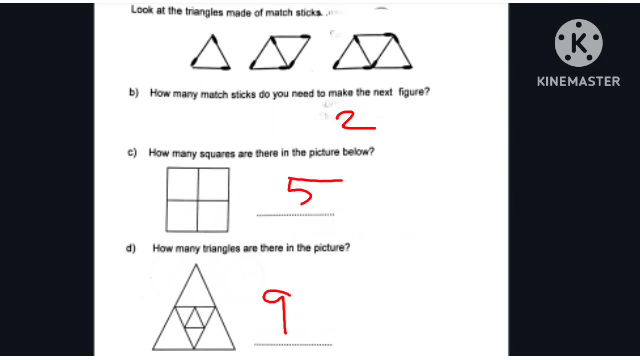 Look at the triangles made of match sticks.
b) How many match sticks do you need to make the next figure?
2
c) How many squares are there in the picture below?
5
d) How many triangles are there in the picture?
9
K
KINEMASTER